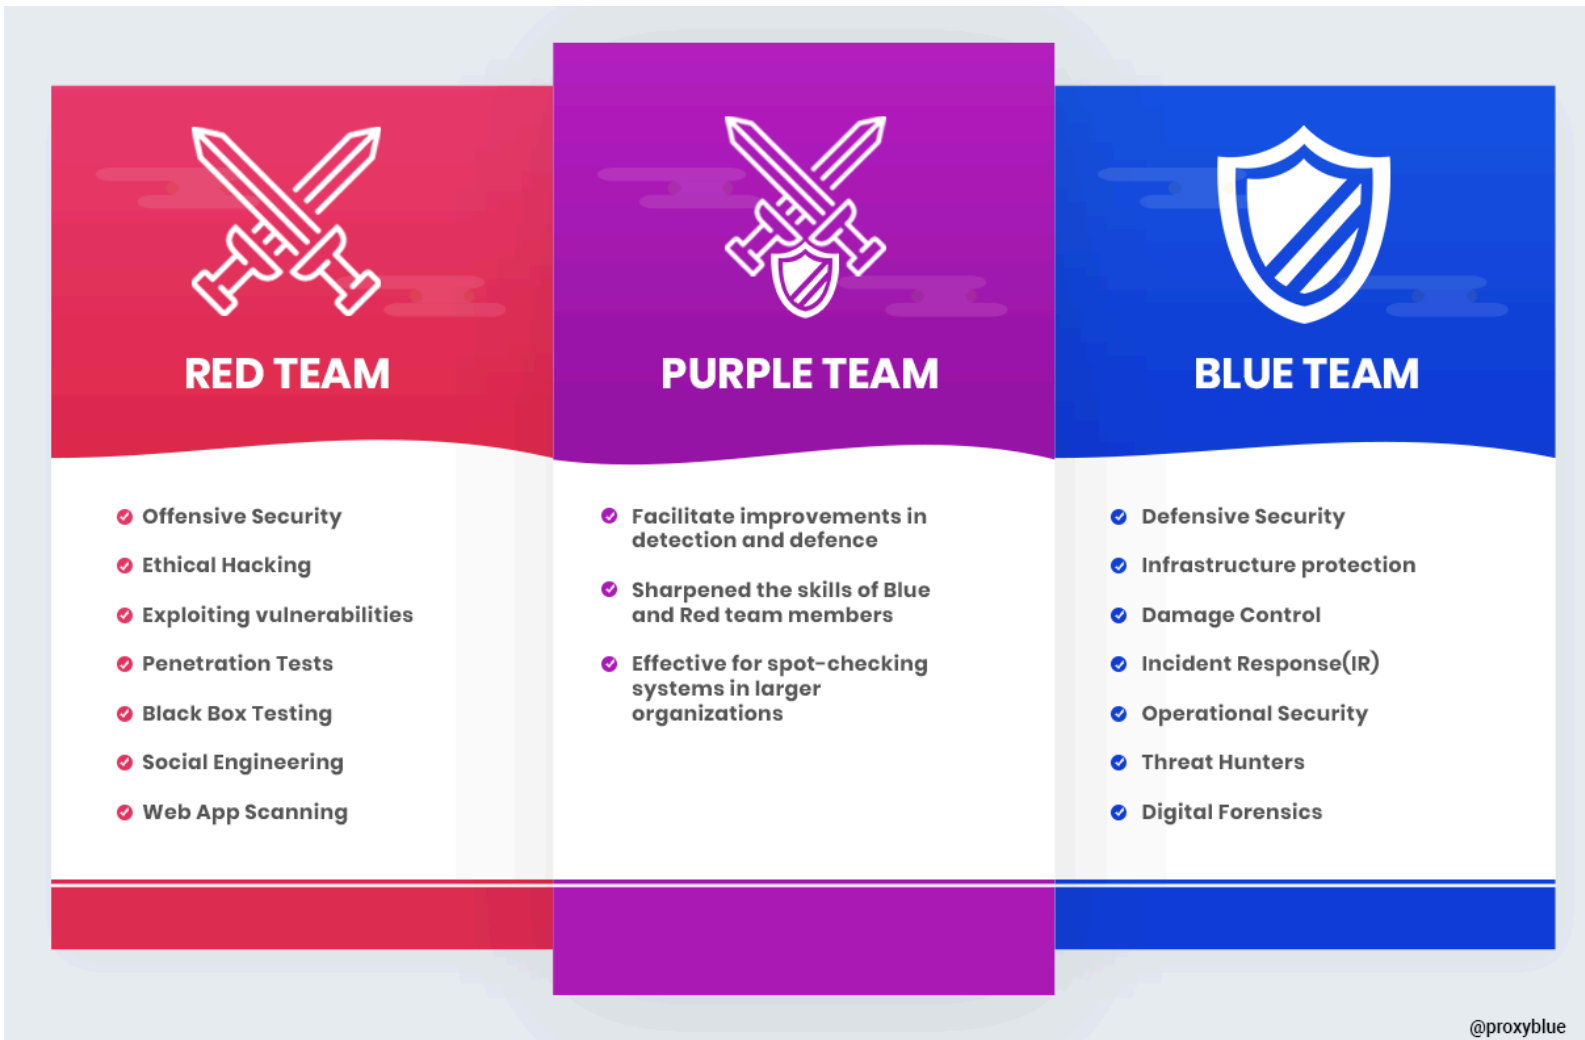 RED TEAM
Offensive Security
Ethical Hacking
Exploiting vulnerabilities
Penetration Tests
Black Box Testing
Social Engineering
Web App Scanning
PURPLE TEAM
Facilitate improvements in
detection and defence
Sharpened the skills of Blue
and Red team members
Effective for spot-checking
systems in larger
organizations
BLUE TEAM
Defensive Security
Infrastructure protection
Damage Control
Incident Response(IR)
Operational Security
Threat Hunters
Digital Forensics
@proxyblue